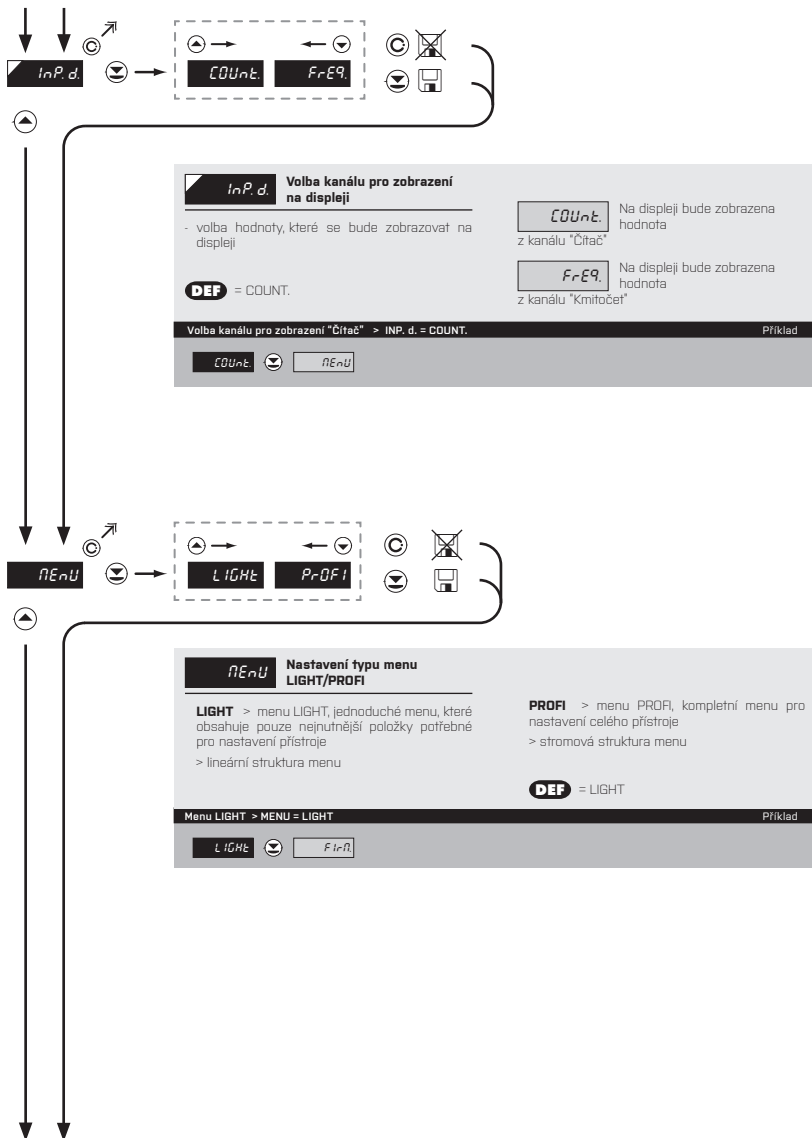 InP. d.
COUnt. FrEq.
InP. d. Volba kanálu pro zobrazení
na displeji
- volba hodnoty, které se bude zobrazovat na
displeji
DEF = COUNT.
COUnt. Na displeji bude zobrazena
hodnota
z kanálu "Čítač"
FrEq. Na displeji bude zobrazena
hodnota
z kanálu "Kmitočet"
Volba kanálu pro zobrazení "Čítač" > INP. d. = COUNT. Příklad
COUnt. MEnU
MEnU LIGHt PrOFI
MEnU Nastavení typu menu
LIGHT/PROFI
LIGHT > menu LIGHT, jednoduché menu, které
obsahuje pouze nejnutnější položky potřebné
pro nastavení přístroje
> lineární struktura menu
PROFI > menu PROFI, kompletní menu pro
nastavení celého přístroje
> stromová struktura menu
DEF = LIGHT
Menu LIGHT > MENU = LIGHT Příklad
LIGHt FIrM.